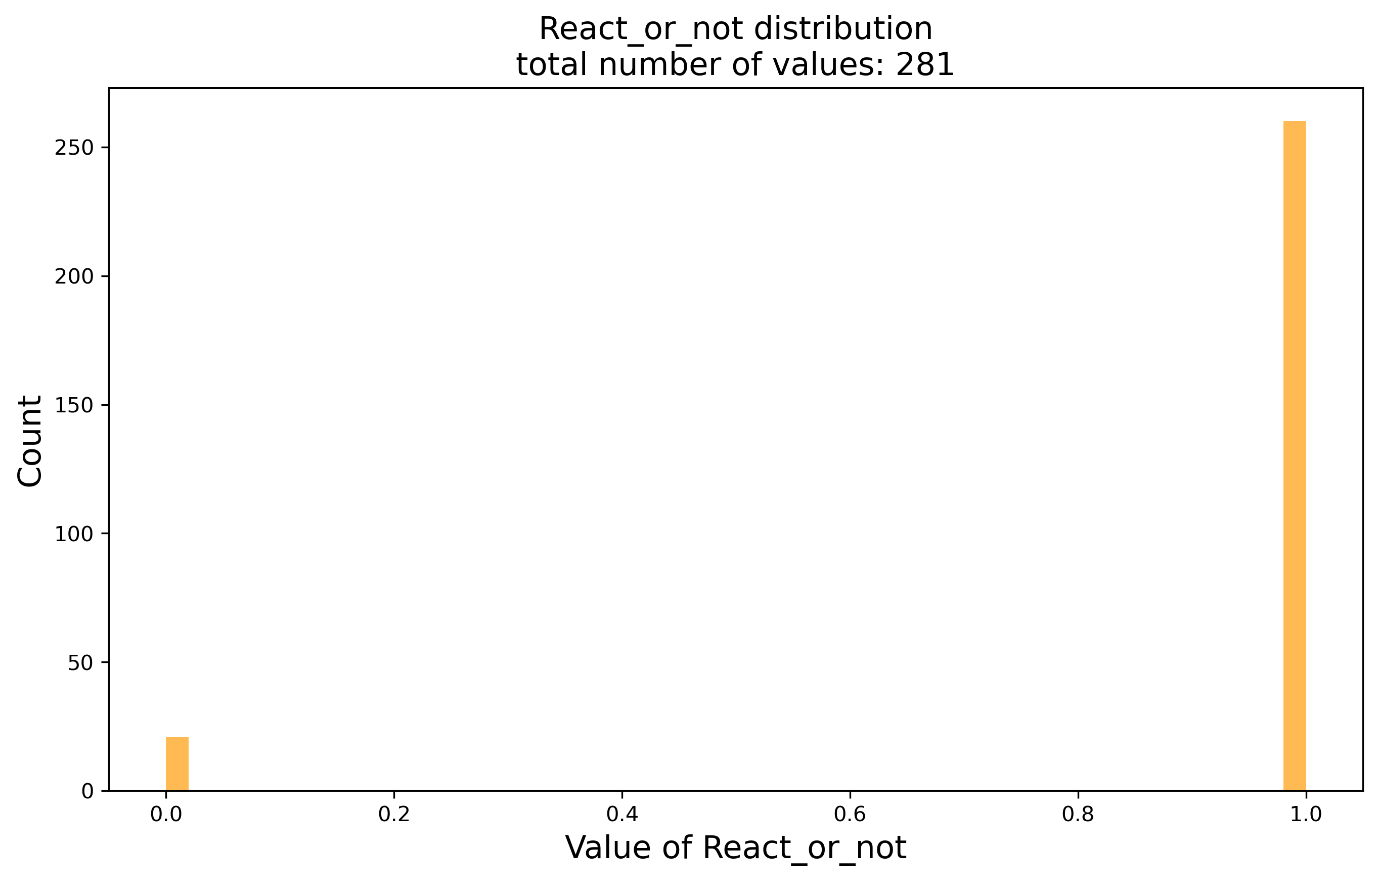 React_or_not distribution
total number of values: 281
Count
250
200
150
100
50
0
0.0 0.2 0.4 0.6 0.8 1.0
Value of React_or_not